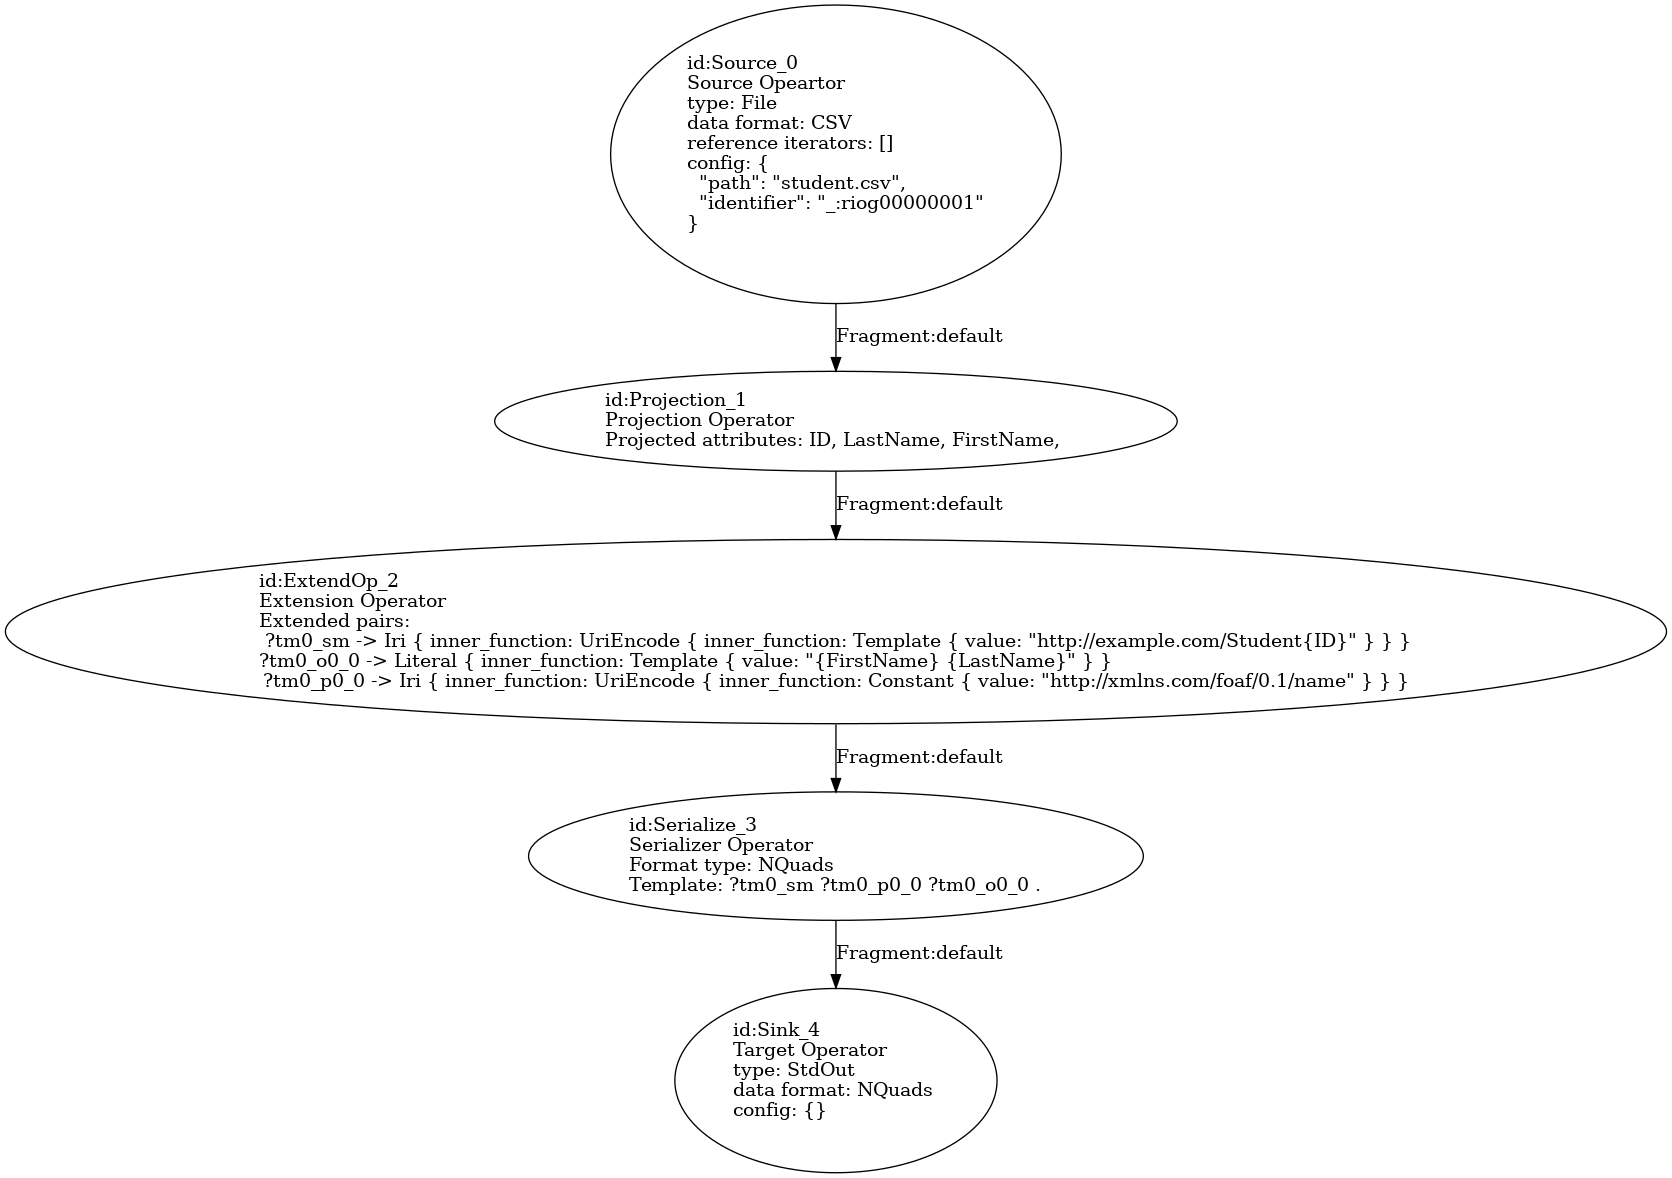 id:Source_0
Source Opeartor
type: File
data format: CSV
reference iterators: []
config: {
  "path": "student.csv",
  "identifier": "_:riog00000001"
}
Fragment:default
id:Projection_1
Projection Operator
Projected attributes: ID, LastName, FirstName,
Fragment:default
id:ExtendOp_2
Extension Operator
Extended pairs:
 ?tm0_sm -> Iri { inner_function: UriEncode { inner_function: Template { value: "http://example.com/Student{ID}" } } }
?tm0_o0_0 -> Literal { inner_function: Template { value: "{FirstName} {LastName}" } }
 ?tm0_p0_0 -> Iri { inner_function: UriEncode { inner_function: Constant { value: "http://xmlns.com/foaf/0.1/name" } } }
Fragment:default
id:Serialize_3
Serializer Operator
Format type: NQuads
Template: ?tm0_sm ?tm0_p0_0 ?tm0_o0_0 .
Fragment:default
id:Sink_4
Target Operator
type: StdOut
data format: NQuads
config: {}